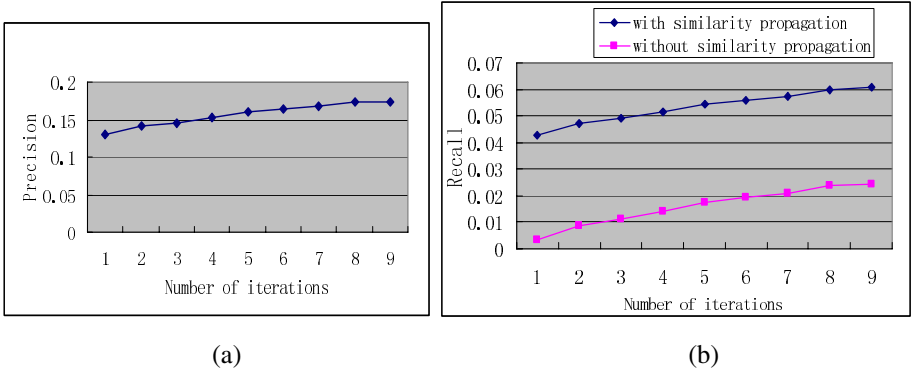 0.2
0.15
0.1
0.05
0
Precision
1 2 3 4 5 6 7 8 9
Number of iterations
(a)
with similarity propagation
without similarity propagation
0.07
0.06
0.05
0.04
0.03
0.02
0.01
0
Recall
1 2 3 4 5 6 7 8 9
Number of iterations
(b)